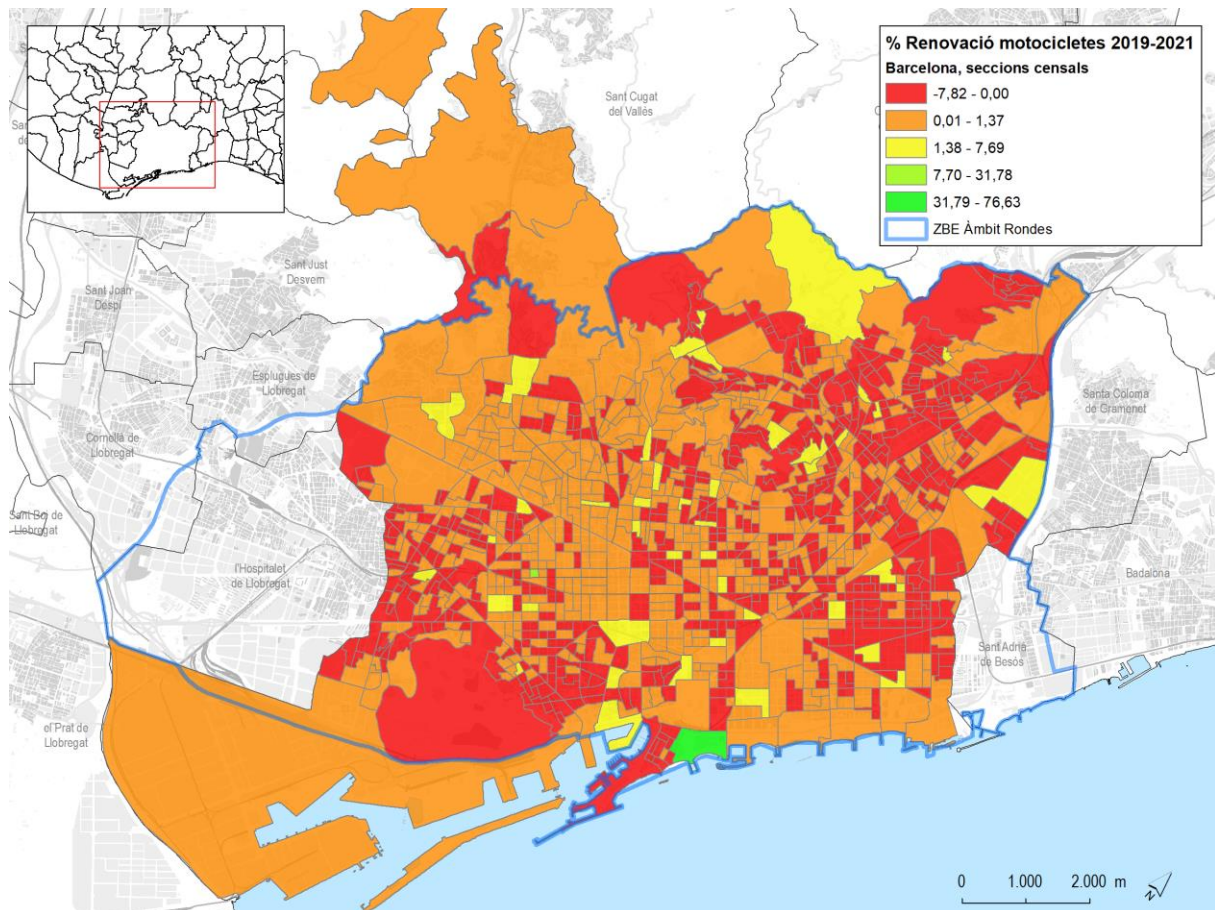 % Renovació motocicletes 2019-2021
Barcelona, seccions censals
-7,82 - 0,00
0,01 - 1,37
1,38 - 7,69
7,70 - 31,78
31,79 - 76,63
ZBE Àmbit Rondes
Sant Cugat
del Vallés
Sant Just
Desvern
Sant Joan
Despí
Esplugues de
Llobregat
Cornellà de
Llobregat
Santa Coloma
de Gramenet
Sant Boi de
Llobregat
l'Hospitalet
de Llobregat
Badalona
Sant Adrià
de Besòs
el Prat de
Llobregat
0 1.000 2.000 m